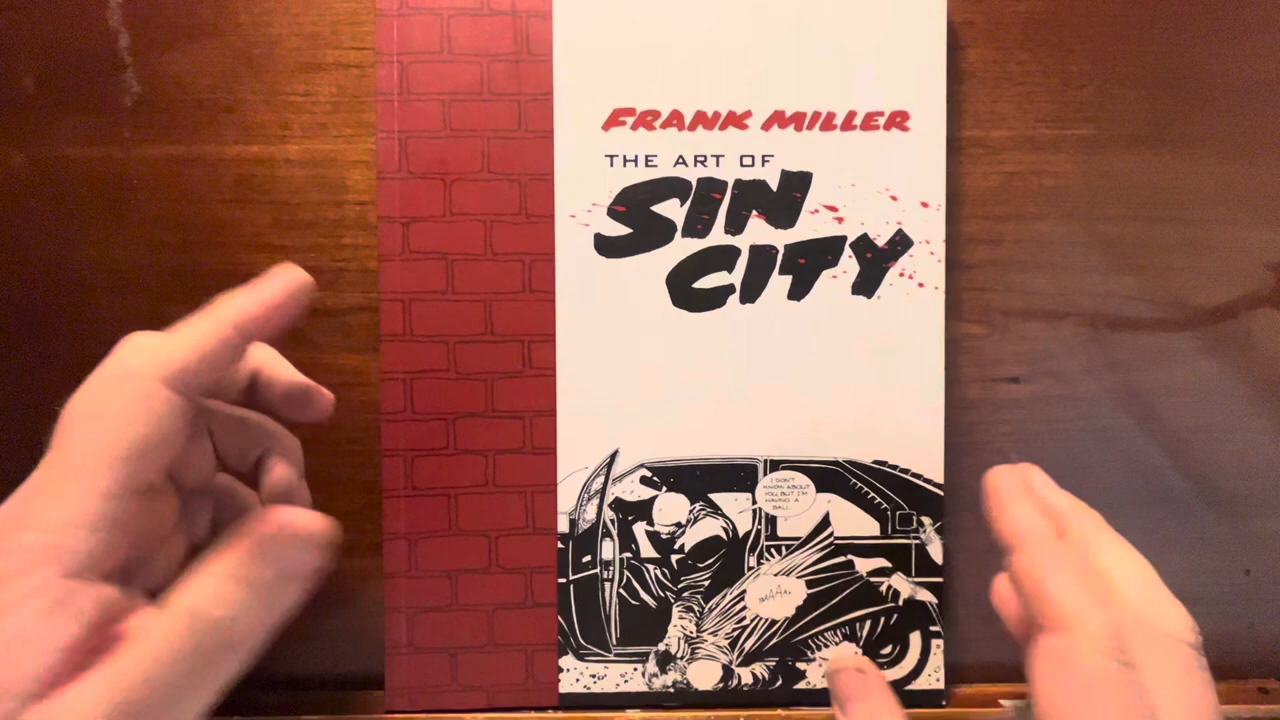 FRANK MILLER
THE ART OF
SIN
CITY
I DON'T
KNOW ABOUT
YOU, BUT I'M
HAVING A
BALL.